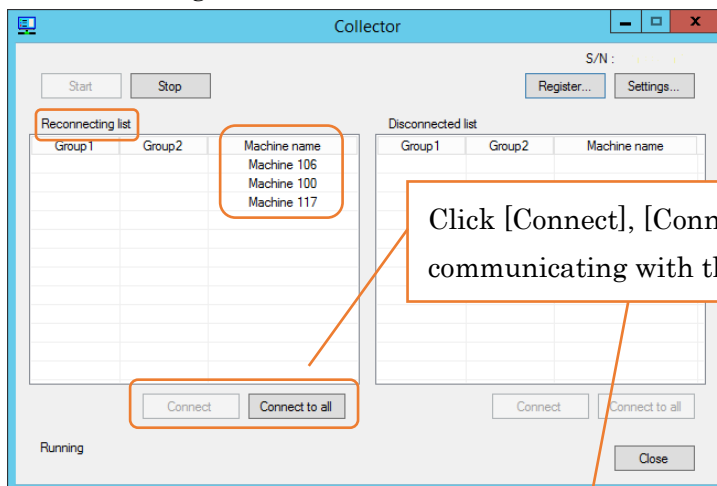 Collector
S/N :
Start Stop Register... Settings...
Reconnecting list Disconnected list
Group1 Group2 Machine name Group1 Group2 Machine name
Machine 106
Machine 100
Machine 117
Click [Connect], [Conn
communicating with th
Connect Connect to all Connect Connect to all
Running
Close